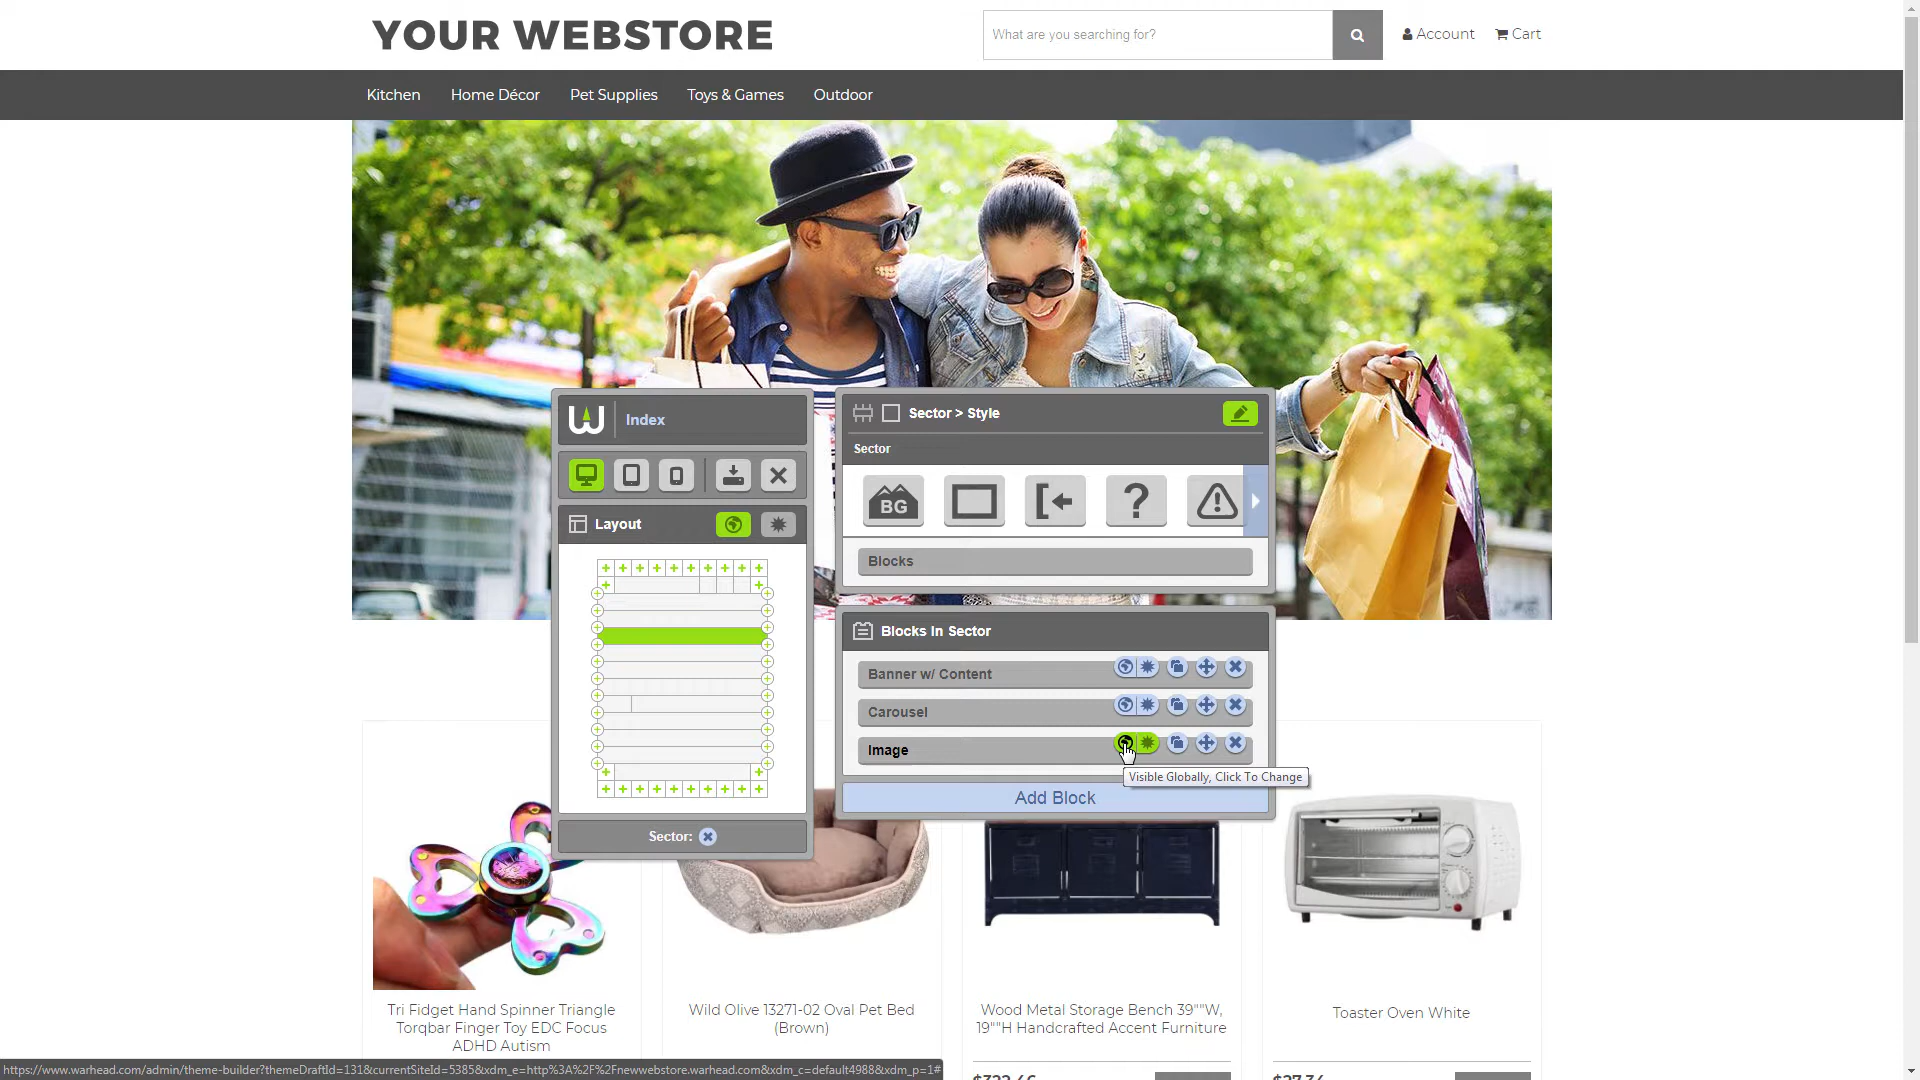 YOUR WEBSTORE
What are you searching for?
Account
Cart
Kitchen
Home Décor
Pet Supplies
Toys & Games
Outdoor
Index
Layout
Sector:
Sector > Style
Sector
BG
Blocks
Blocks In Sector
Banner w/ Content
Carousel
Image
Visible Globally, Click To Change
Add Block
Tri Fidget Hand Spinner Triangle
Torqbar Finger Toy EDC Focus
ADHD Autism
Wild Olive 13271-02 Oval Pet Bed
(Brown)
Wood Metal Storage Bench 39""W,
19""H Handcrafted Accent Furniture
Toaster Oven White
https://www.warhead.com/admin/theme-builder?themeDraftId=131&currentSiteId=5385&xdm_e=http%3A%2F%2Fnewwebstore.warhead.com&xdm_c=default4988&xdm_p=1#